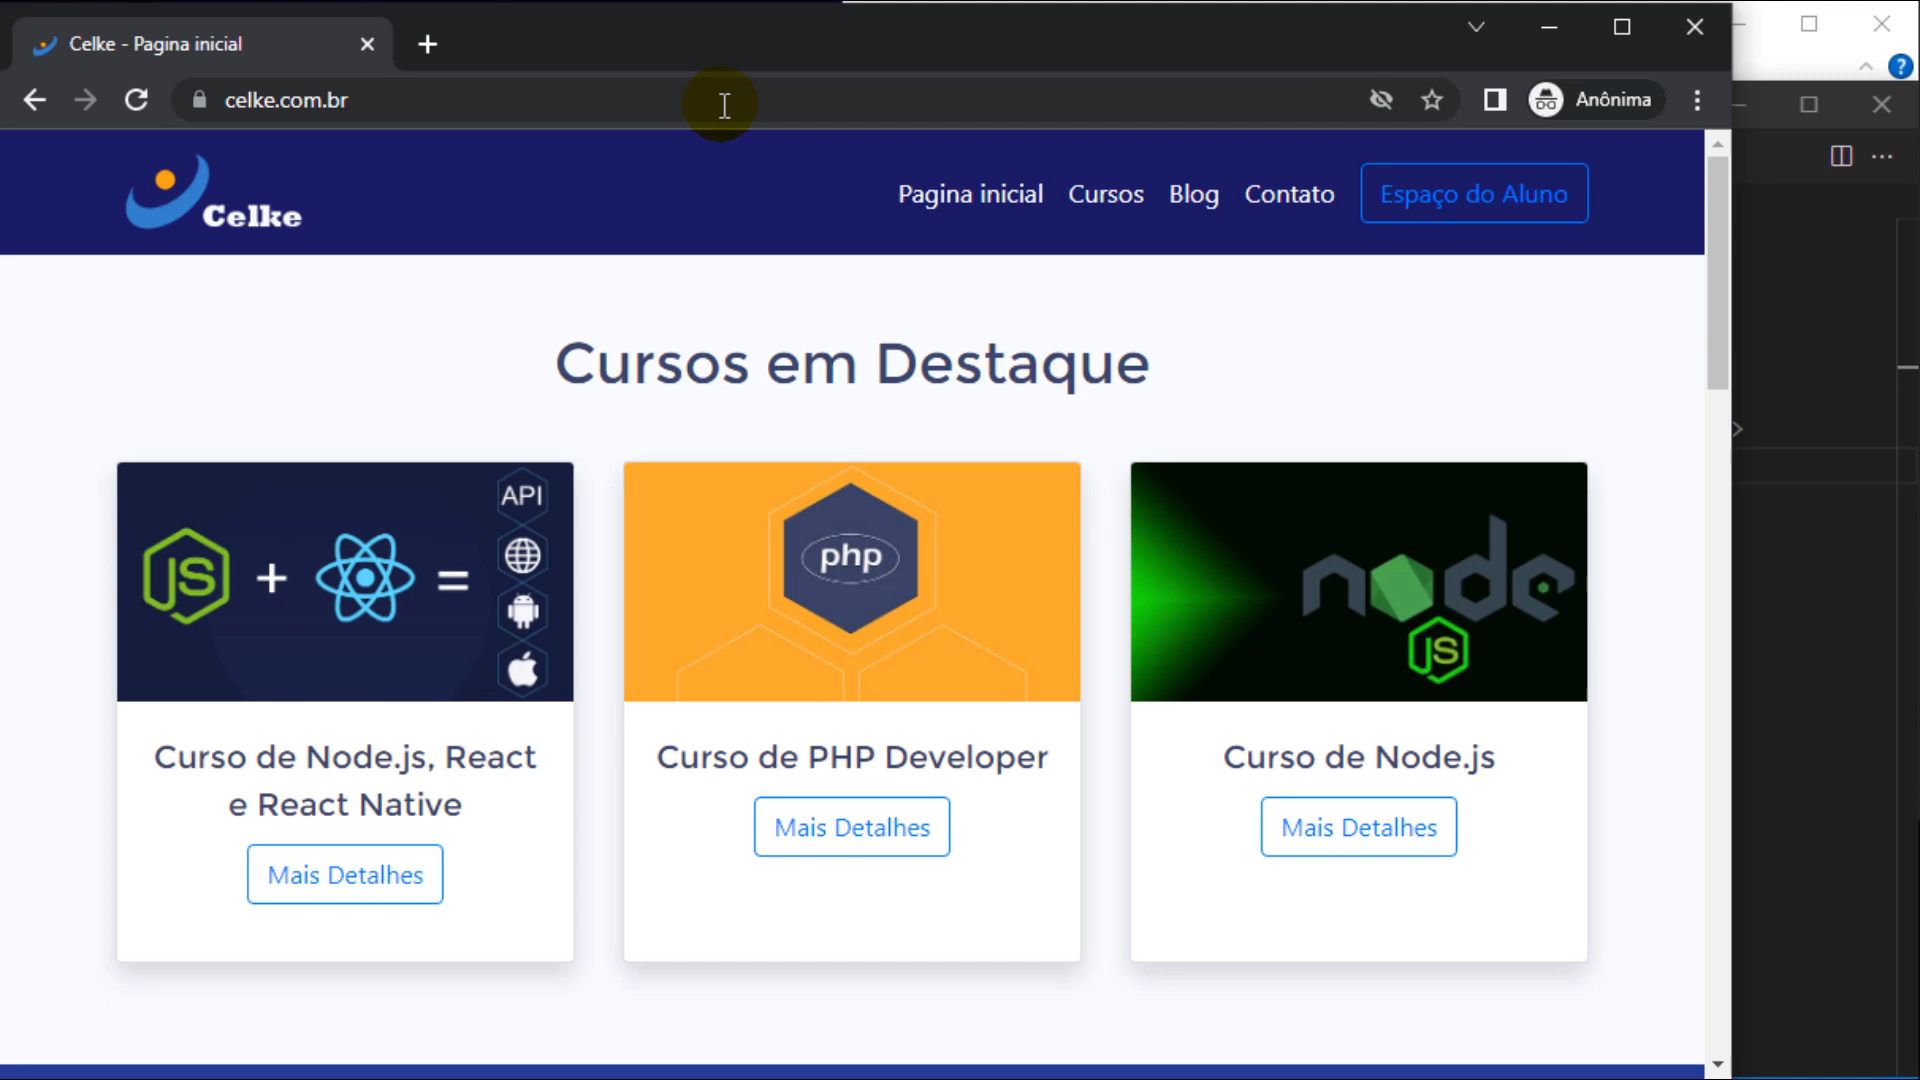 Celke - Pagina inicial
celke.com.br
Anônima
Celke
Pagina inicial Cursos Blog Contato Espaço do Aluno
Cursos em Destaque
API
JS + =
php
node
JS
Curso de Node.js, React
e React Native
Mais Detalhes
Curso de PHP Developer
Mais Detalhes
Curso de Node.js
Mais Detalhes